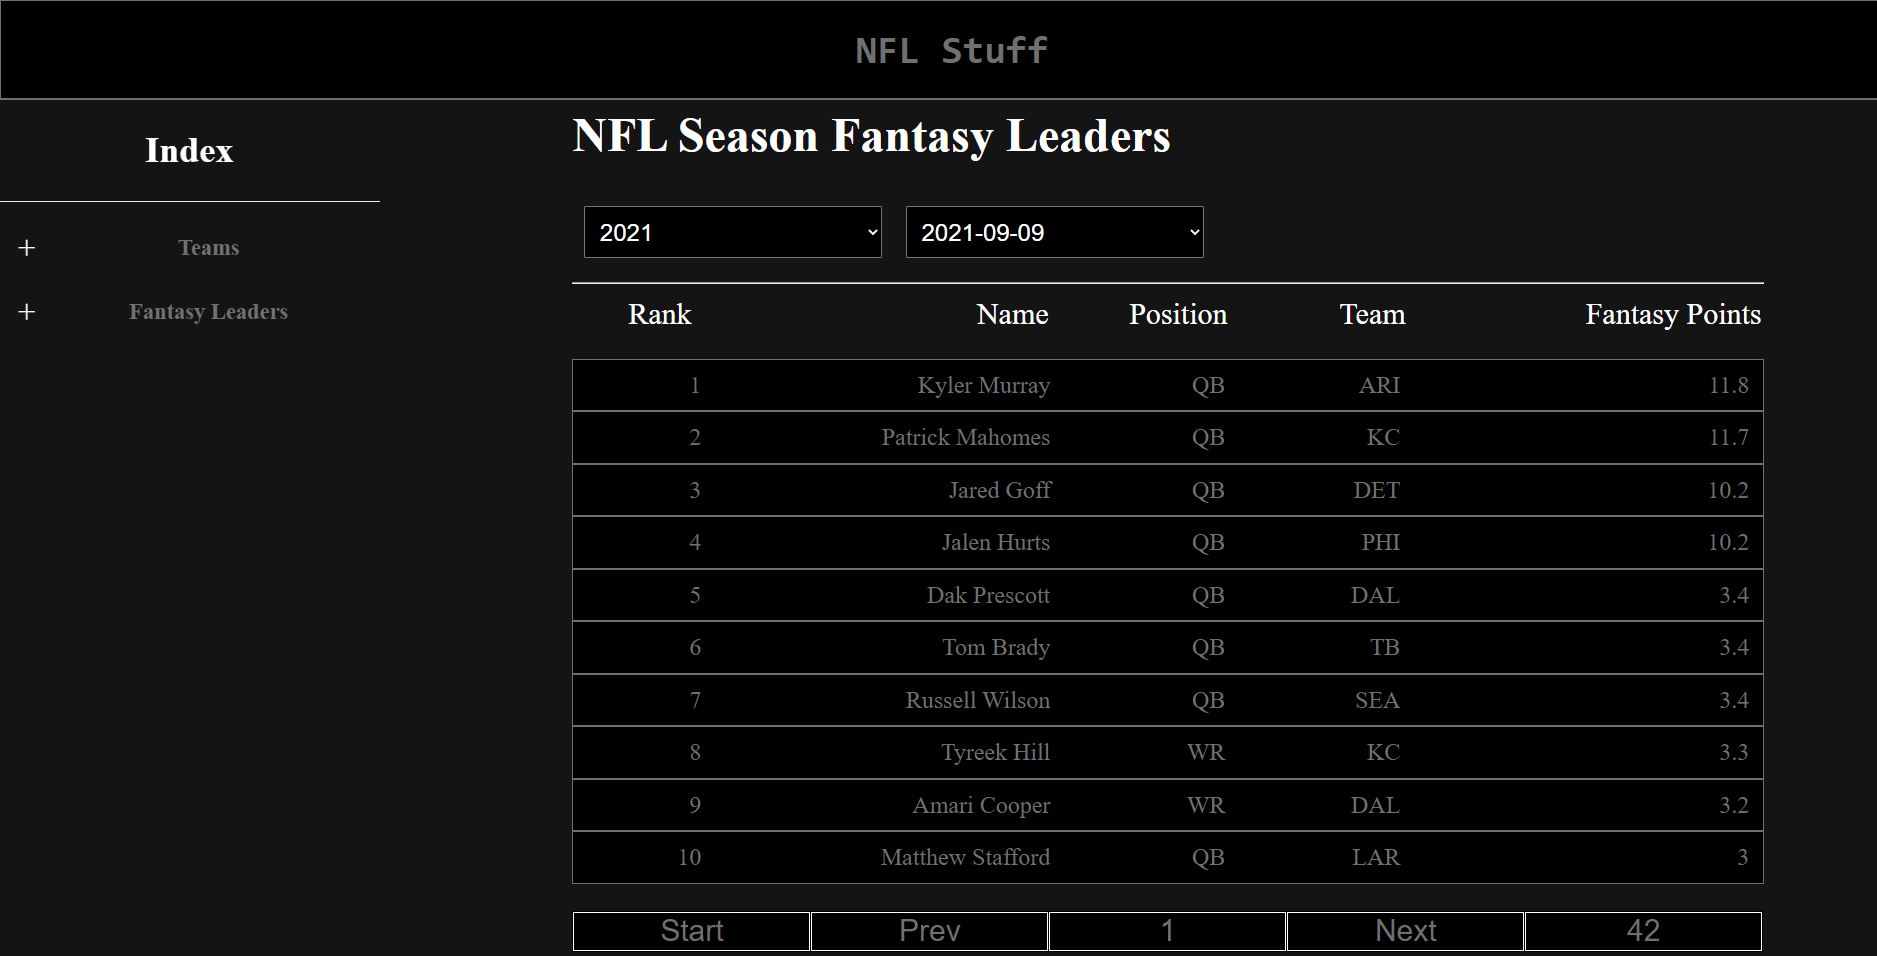 NFL Stuff
Index
+ Teams
+ Fantasy Leaders
NFL Season Fantasy Leaders
2021 2021-09-09
Rank Name Position Team Fantasy Points
1 Kyler Murray QB ARI 11.8
2 Patrick Mahomes QB KC 11.7
3 Jared Goff QB DET 10.2
4 Jalen Hurts QB PHI 10.2
5 Dak Prescott QB DAL 3.4
6 Tom Brady QB TB 3.4
7 Russell Wilson QB SEA 3.4
8 Tyreek Hill WR KC 3.3
9 Amari Cooper WR DAL 3.2
10 Matthew Stafford QB LAR 3
Start Prev 1 Next 42